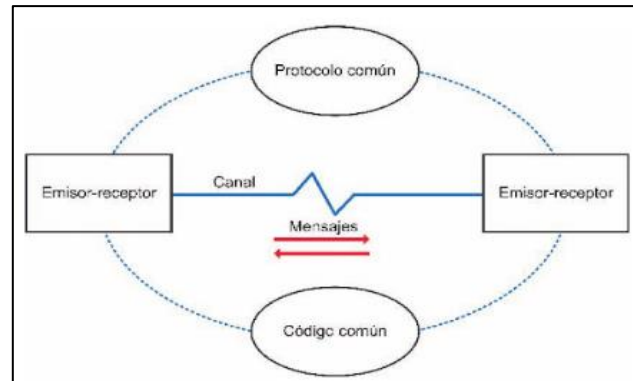 Protocolo común
Emisor-receptor
Canal
Emisor-receptor
Mensajes
Código común